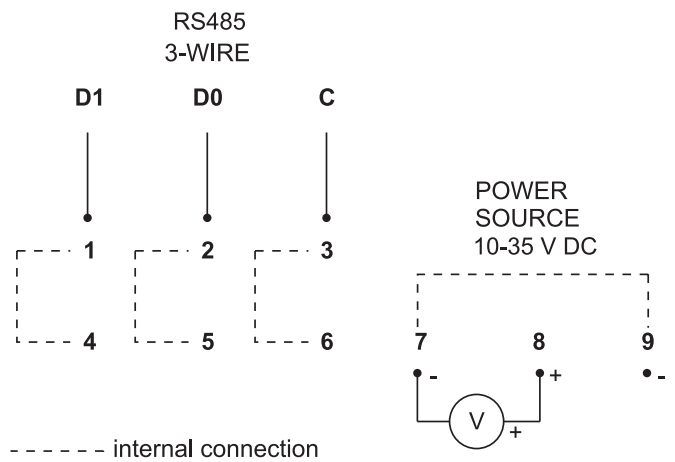 RS485
3-WIRE
D1 D0 C
POWER
SOURCE
10-35 V DC
1 2 3
4 5 6
7 8 9
- + -
V +
internal connection